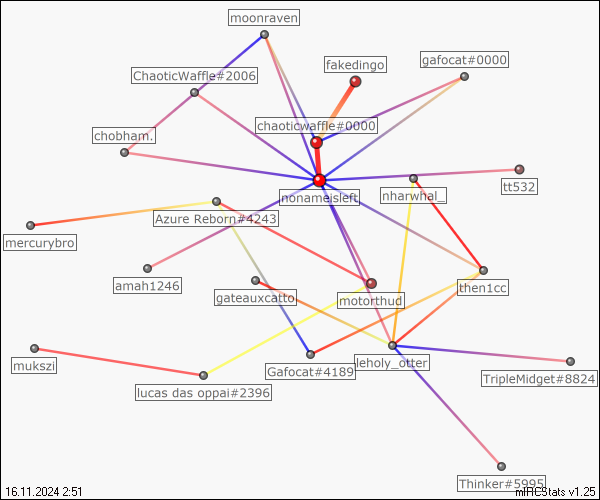 moonraven
fakedingo
gafocat#0000
ChaoticWaffle#2006
chaoticwaffle#0000
chobham.
tt532
nonameisleft
nharwhal_
Azure Reborn#4243
mercurybro
amah1246
then1cc
gateauxcatto
motorthud
mukszi
leholy_otter
Gafocat#4189
TripleMidget#8824
lucas das oppai#2396
Thinker#5995
16.11.2024 2:51
mIRCStats v1.25